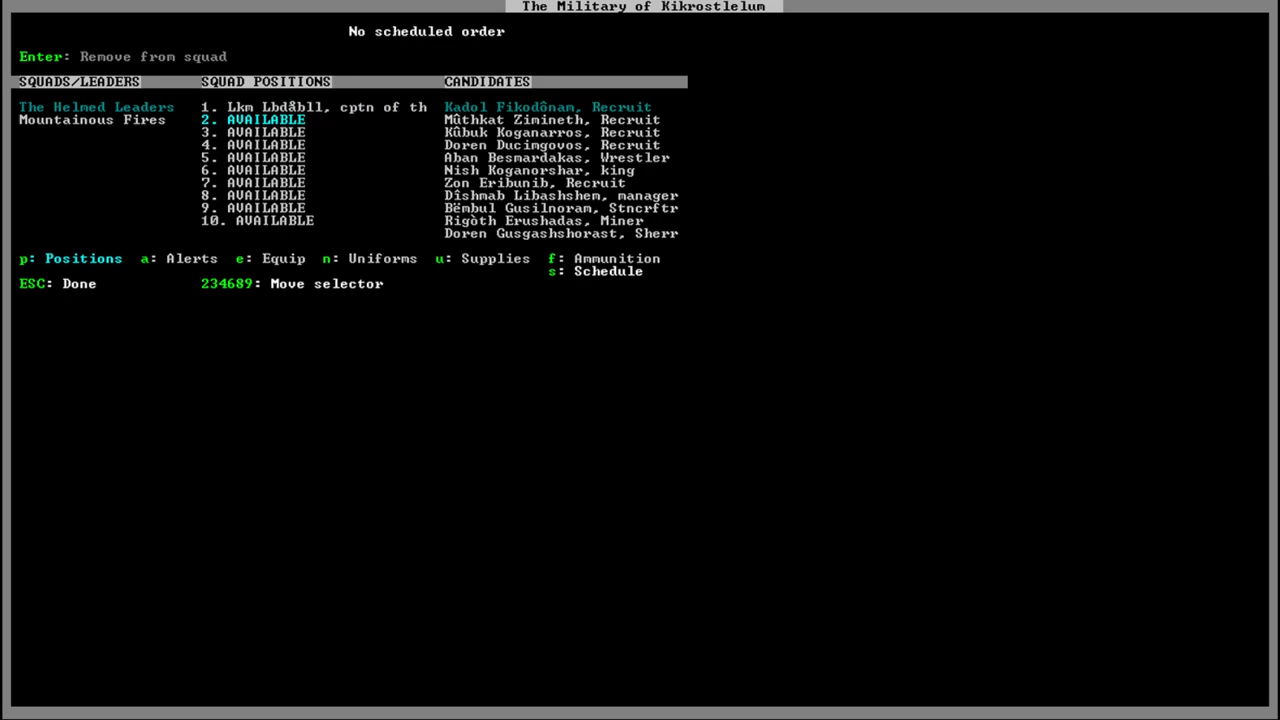 The Military of Kikrostlelum
No scheduled order
Enter: Remove from squad
SQUADS/LEADERS SQUAD POSITIONS CANDIDATES
The Helmed Leaders 1. Lkm Lbdåbll, cptn of th Kadol Fikodônam, Recruit
Mountainous Fires 2. AVAILABLE Mûthkat Zimineth, Recruit
3. AVAILABLE Kûbuk Koganarros, Recruit
4. AVAILABLE Doren Ducimgovos, Recruit
5. AVAILABLE Aban Besmardakas, Wrestler
6. AVAILABLE Nish Koganorshar, king
7. AVAILABLE Zon Eribunib, Recruit
8. AVAILABLE Dîshmab Libashshem, manager
9. AVAILABLE Bëmbul Gusilnoram, Stncrftr
10. AVAILABLE Rigòth Erushadas, Miner
Doren Gusgashshorast, Sherr
p: Positions a: Alerts e: Equip n: Uniforms u: Supplies f: Ammunition
s: Schedule
ESC: Done 234689: Move selector